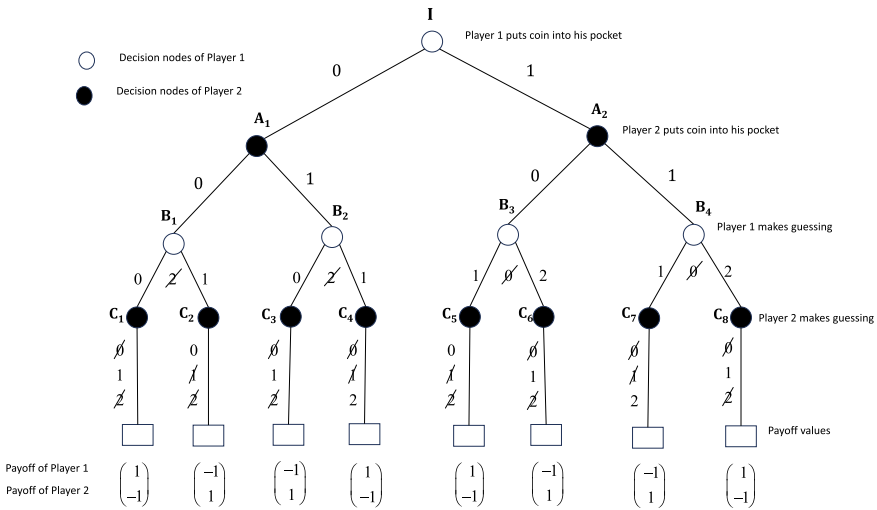 I
Player 1 puts coin into his pocket
Decision nodes of Player 1
0 1
Decision nodes of Player 2
A1 A2
Player 2 puts coin into his pocket
0 1 0 1
B1 B2 B3 B4
Player 1 makes guessing
0 2 1 0 2 1 1 0 2 1 0 2
C1 C2 C3 C4 C5 C6 C7 C8
Player 2 makes guessing
0 0 0 0 0 0 0 0
1 1 1 1 1 1 1 1
2 2 2 2 2 2 2 2
Payoff values
Payoff of Player 1 1 −1 −1 1 1 −1 −1 1
Payoff of Player 2 −1 1 1 −1 −1 1 1 −1